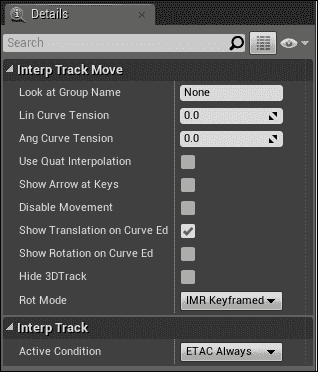 Details
Search
Interp Track Move
Look at Group Name None
Lin Curve Tension 0.0
Ang Curve Tension 0.0
Use Quat Interpolation
Show Arrow at Keys
Disable Movement
Show Translation on Curve Ed
Show Rotation on Curve Ed
Hide 3DTrack
Rot Mode IMR Keyframed
Interp Track
Active Condition ETAC Always